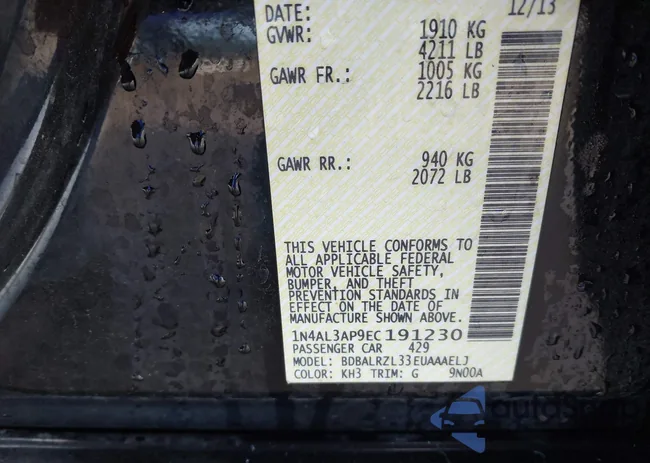 DATE: 12/13
GVWR: 1910 KG
4211 LB
GAWR FR.: 1005 KG
2216 LB
GAWR RR.: 940 KG
2072 LB
THIS VEHICLE CONFORMS TO
ALL APPLICABLE FEDERAL
MOTOR VEHICLE SAFETY,
BUMPER, AND THEFT
PREVENTION STANDARDS IN
EFFECT ON THE DATE OF
MANUFACTURE SHOWN ABOVE.
1N4AL3AP9EC191230
PASSENGER CAR 429
MODEL: BDBALRZL33EUAAAELJ
COLOR: KH3 TRIM: G 9N00A